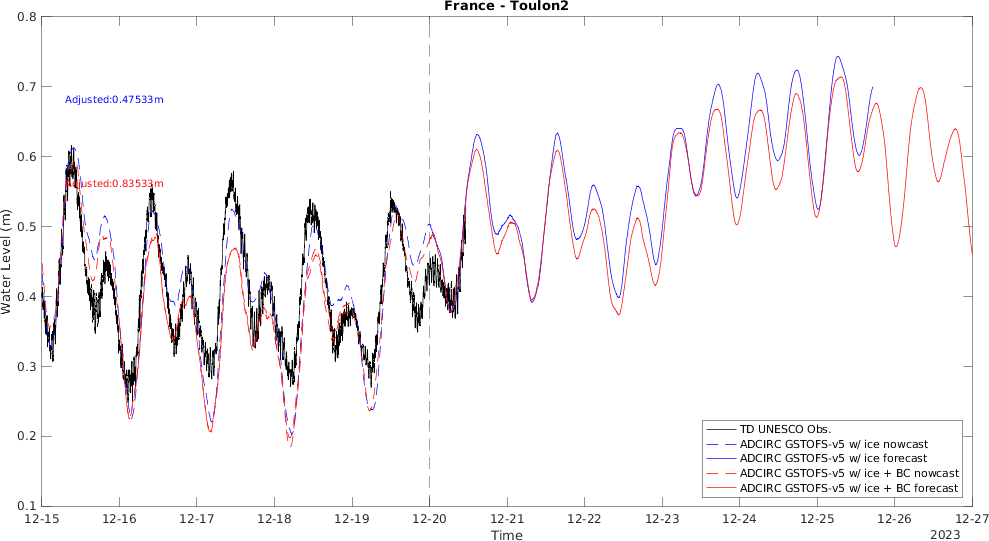 France - Toulon2
0.8
0.7
0.6
0.5
0.4
0.3
0.2
0.1
Water Level (m)
Adjusted:0.47533m
Adjusted:0.83533m
TD UNESCO Obs.
ADCIRC GSTOFS-v5 w/ ice nowcast
ADCIRC GSTOFS-v5 w/ ice forecast
ADCIRC GSTOFS-v5 w/ ice + BC nowcast
ADCIRC GSTOFS-v5 w/ ice + BC forecast
12-15 12-16 12-17 12-18 12-19 12-20 12-21 12-22 12-23 12-24 12-25 12-26 12-27
Time
2023